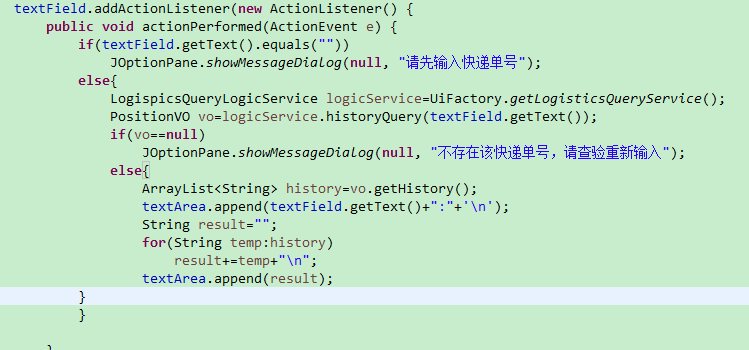 textField.addActionListener(new ActionListener() {
public void actionPerformed(ActionEvent e) {
if(textField.getText().equals(""))
JOptionPane.showMessageDialog(null, "请先输入快递单号");
else{
LogispicsQueryLogicService logicService=UiFactory.getLogisticsQueryService();
PositionVO vo=logicService.historyQuery(textField.getText());
if(vo==null)
JOptionPane.showMessageDialog(null, "不存在该快递单号，请查验重新输入");
else{
ArrayList<String> history=vo.getHistory();
textArea.append(textField.getText()+":"+'\n');
String result="";
for(String temp:history)
result+=temp+"\n";
textArea.append(result);
}
}
}